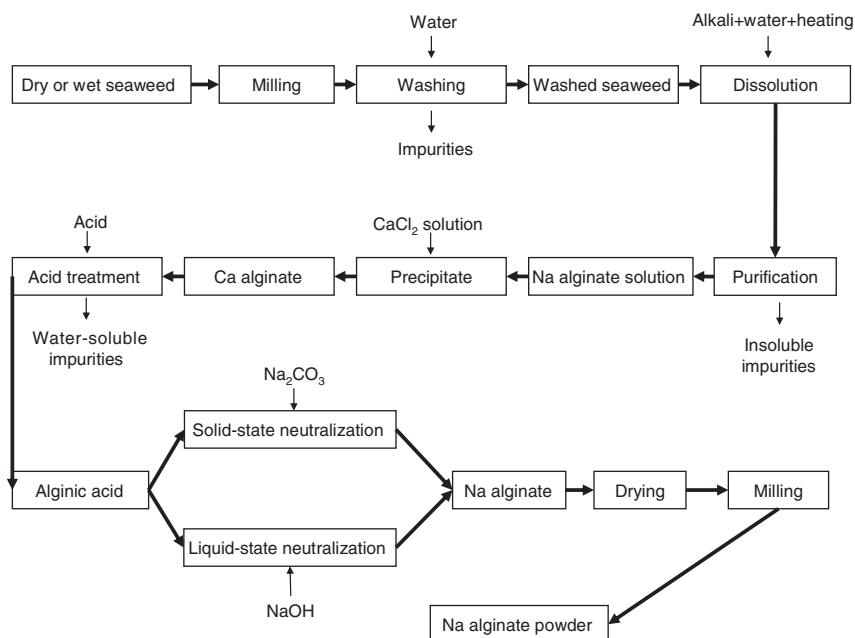 Water
Alkali+water+heating
Dry or wet seaweed
Milling
Washing
Washed seaweed
Dissolution
Impurities
Acid
CaCl₂ solution
Acid treatment
Ca alginate
Precipitate
Na alginate solution
Purification
Water-soluble
impurities
Insoluble
impurities
Na₂CO₃
Solid-state neutralization
Alginic acid
Na alginate
Drying
Milling
Liquid-state neutralization
NaOH
Na alginate powder